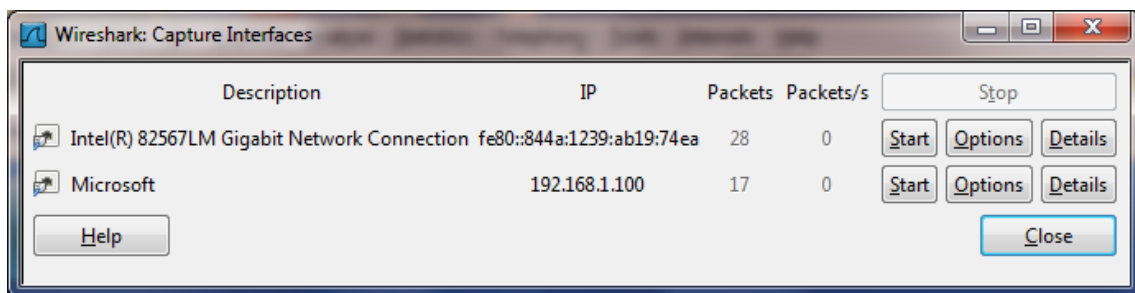 Wireshark: Capture Interfaces
Description IP Packets Packets/s Stop
Intel(R) 82567LM Gigabit Network Connection fe80::844a:1239:ab19:74ea 28 0 Start Options Details
Microsoft 192.168.1.100 17 0 Start Options Details
Help Close